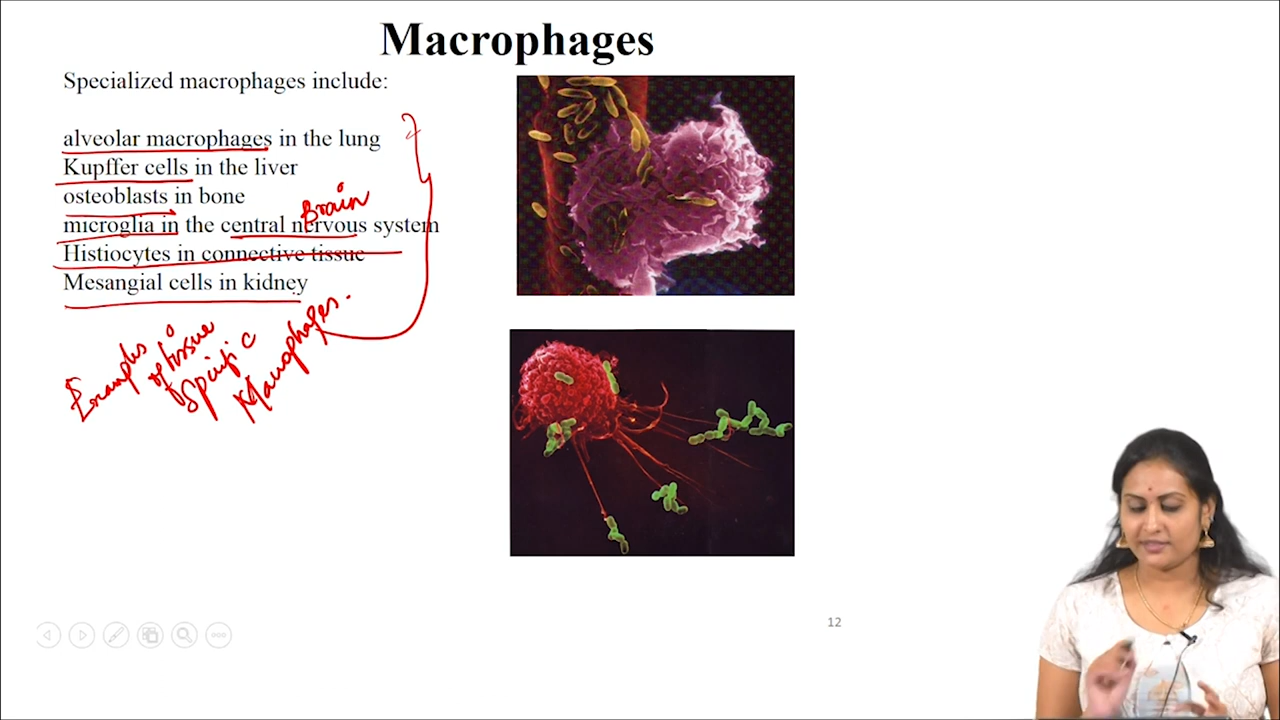 Macrophages
Specialized macrophages include:
alveolar macrophages in the lung
Kupffer cells in the liver
osteoblasts in bone
Brain
microglia in the central nervous system
Histiocytes in connective tissue
Mesangial cells in kidney
Examples
of tissue
Spicific
Macrophages.
12